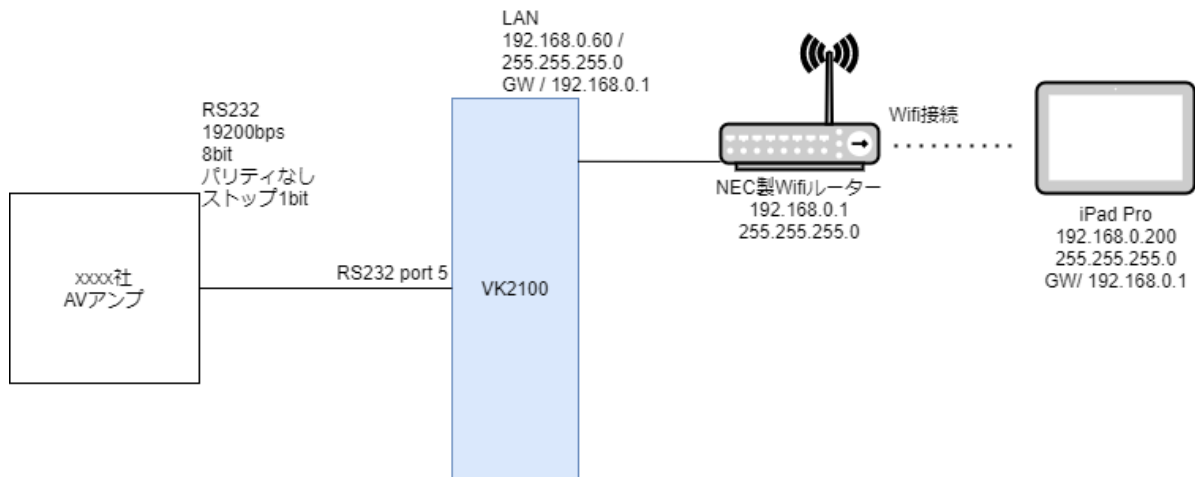 LAN
192.168.0.60 /
255.255.255.0
GW / 192.168.0.1
RS232
19200bps
8bit
パリティなし
ストップ1bit
Wifi接続
NEC製Wifiルーター
192.168.0.1
255.255.255.0
iPad Pro
192.168.0.200
255.255.255.0
GW/ 192.168.0.1
xxxx社
AVアンプ
RS232 port 5
VK2100